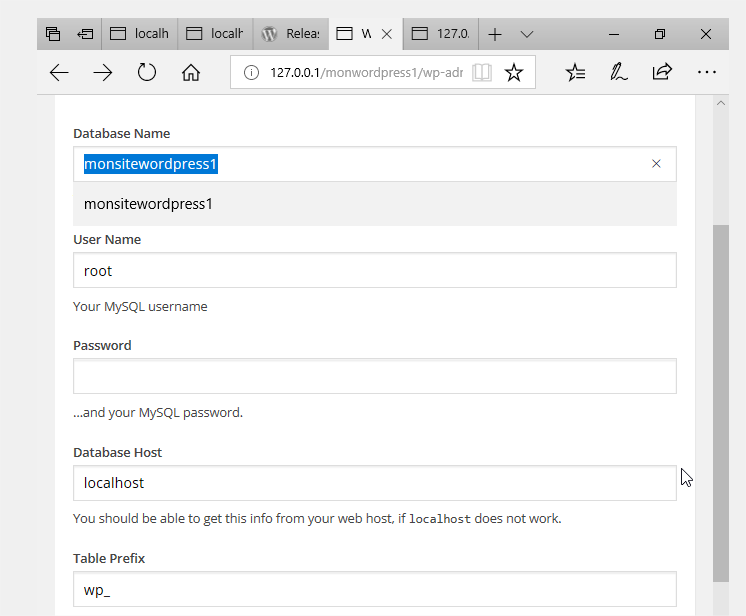 localh
localh
Releas
W
127.0.
127.0.0.1/monwordpress1/wp-adr
Database Name
monsitewordpress1
monsitewordpress1
User Name
root
Your MySQL username
Password
...and your MySQL password.
Database Host
localhost
You should be able to get this info from your web host, if localhost does not work.
Table Prefix
wp_